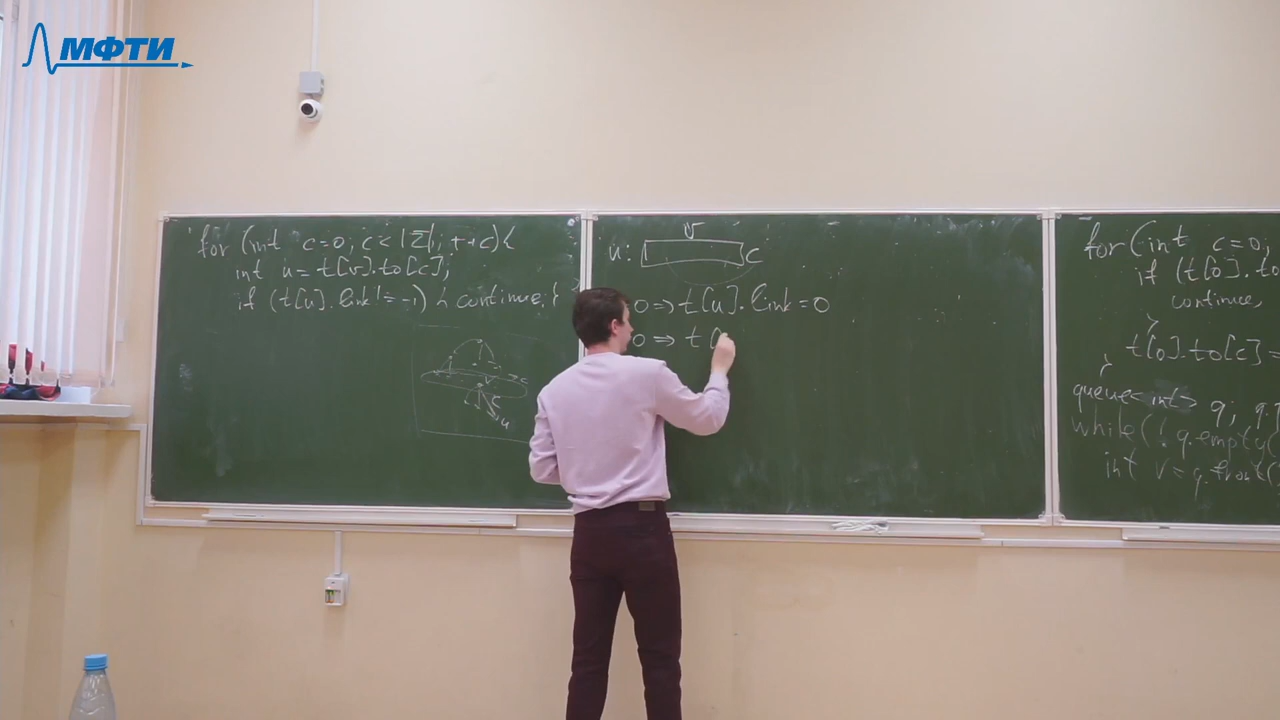 МФТИ
for (int c=0; c<|Σ|; ++c){
int u = t[v].to[c];
if (t[u].link != -1) { continue; }
c
u
v
u: c
0 ⇒ t[u].link = 0
0 ⇒ t[
for (int c=0;
if (t[0].to
continue;
t[0].to[c] =
queue<int> q; q.p
while (!q.empty(
int v = q.front(